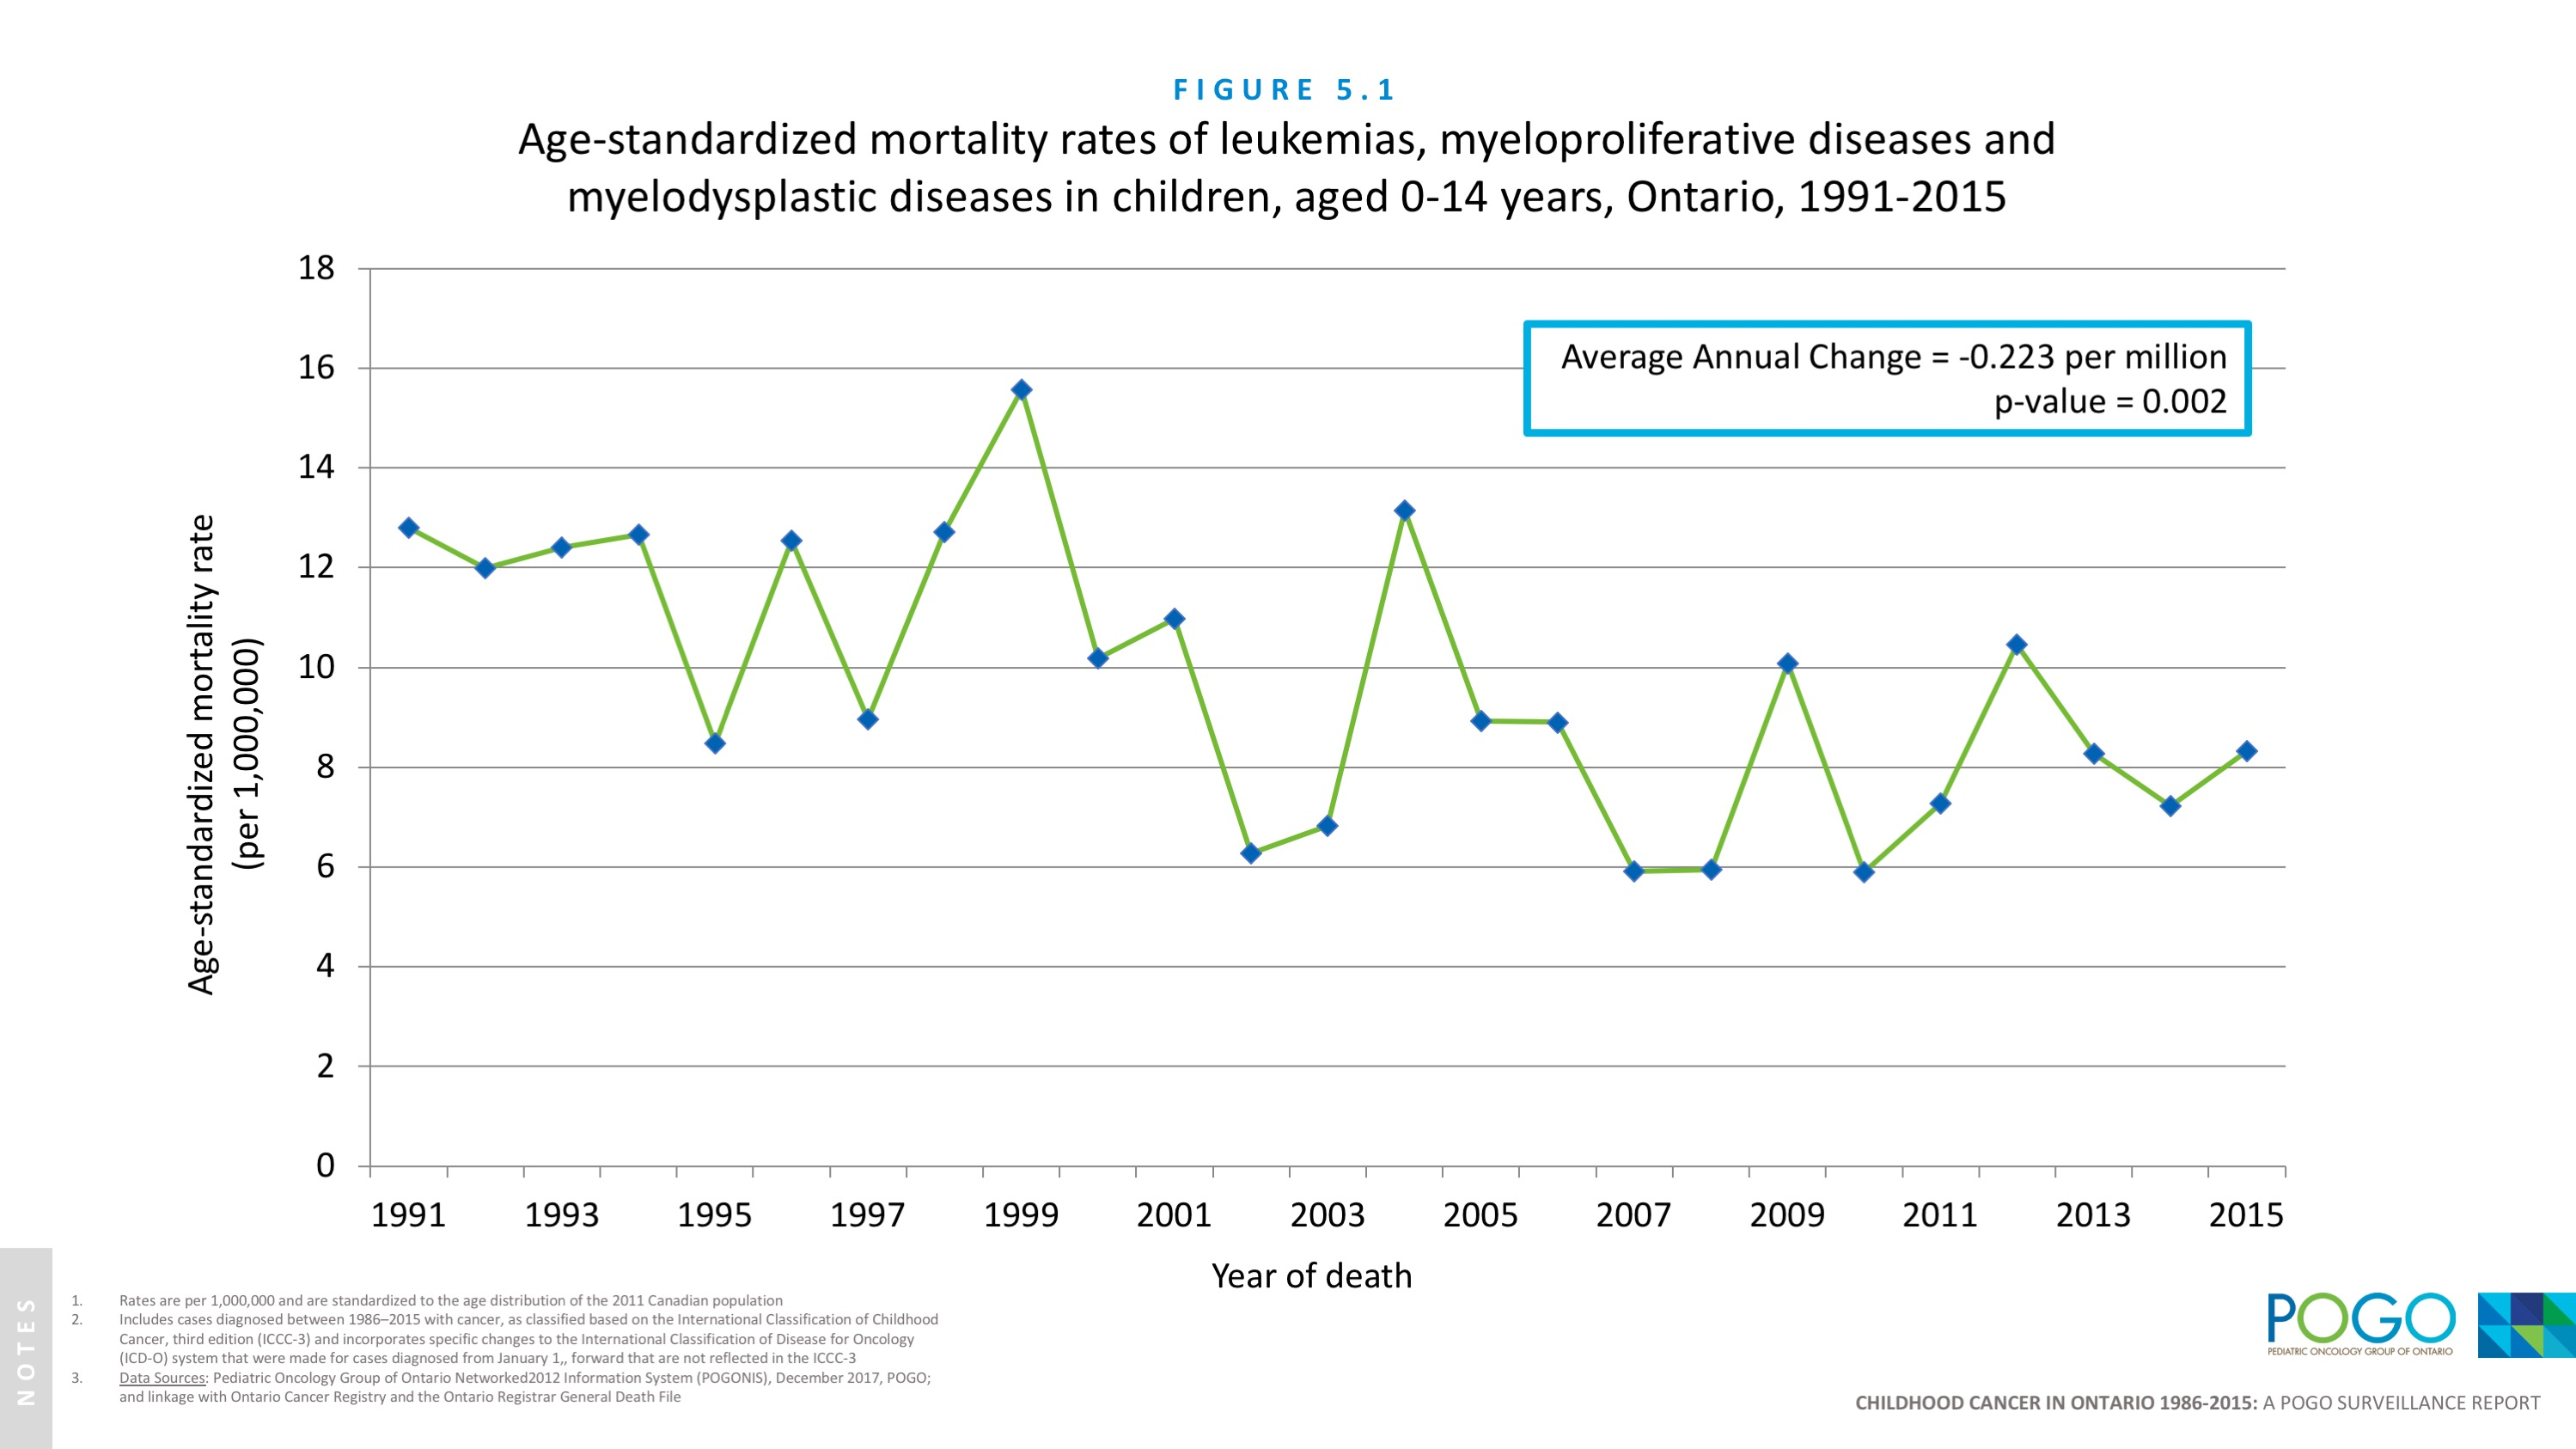 FIGURE 5.1
Age-standardized mortality rates of leukemias, myeloproliferative diseases and
myelodysplastic diseases in children, aged 0-14 years, Ontario, 1991-2015
18
16
14
12
10
8
6
4
2
0
Age-standardized mortality rate
(per 1,000,000)
Average Annual Change = -0.223 per million
p-value = 0.002
1991 1993 1995 1997 1999 2001 2003 2005 2007 2009 2011 2013 2015
Year of death
NOTES
1. Rates are per 1,000,000 and are standardized to the age distribution of the 2011 Canadian population
2. Includes cases diagnosed between 1986–2015 with cancer, as classified based on the International Classification of Childhood
Cancer, third edition (ICCC-3) and incorporates specific changes to the International Classification of Disease for Oncology
(ICD-O) system that were made for cases diagnosed from January 1,, forward that are not reflected in the ICCC-3
3. Data Sources: Pediatric Oncology Group of Ontario Networked2012 Information System (POGONIS), December 2017, POGO;
and linkage with Ontario Cancer Registry and the Ontario Registrar General Death File
POGO
PEDIATRIC ONCOLOGY GROUP OF ONTARIO
CHILDHOOD CANCER IN ONTARIO 1986-2015: A POGO SURVEILLANCE REPORT